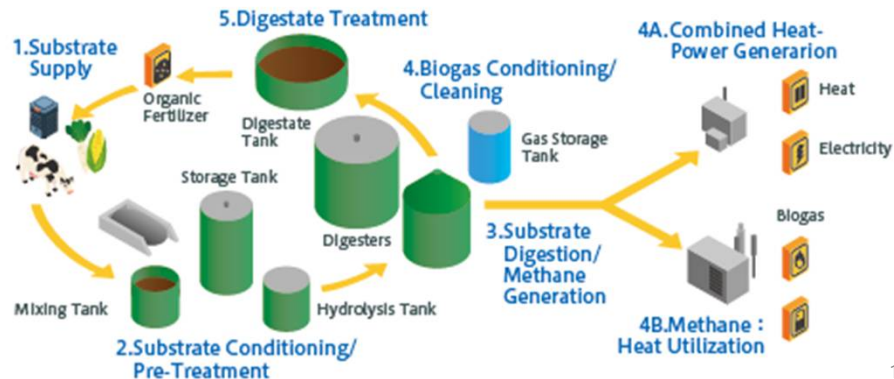 5.Digestate Treatment
4A.Combined Heat-
Power Generarion
1.Substrate
Supply
4.Biogas Conditioning/
Cleaning
Heat
Organic
Fertilizer
Digestate
Tank
Gas Storage
Tank
Electricity
Storage Tank
Biogas
Digesters
3.Substrate
Digestion/
Methane
Generation
Mixing Tank
Hydrolysis Tank
2.Substrate Conditioning/
Pre-Treatment
4B.Methane :
Heat Utilization